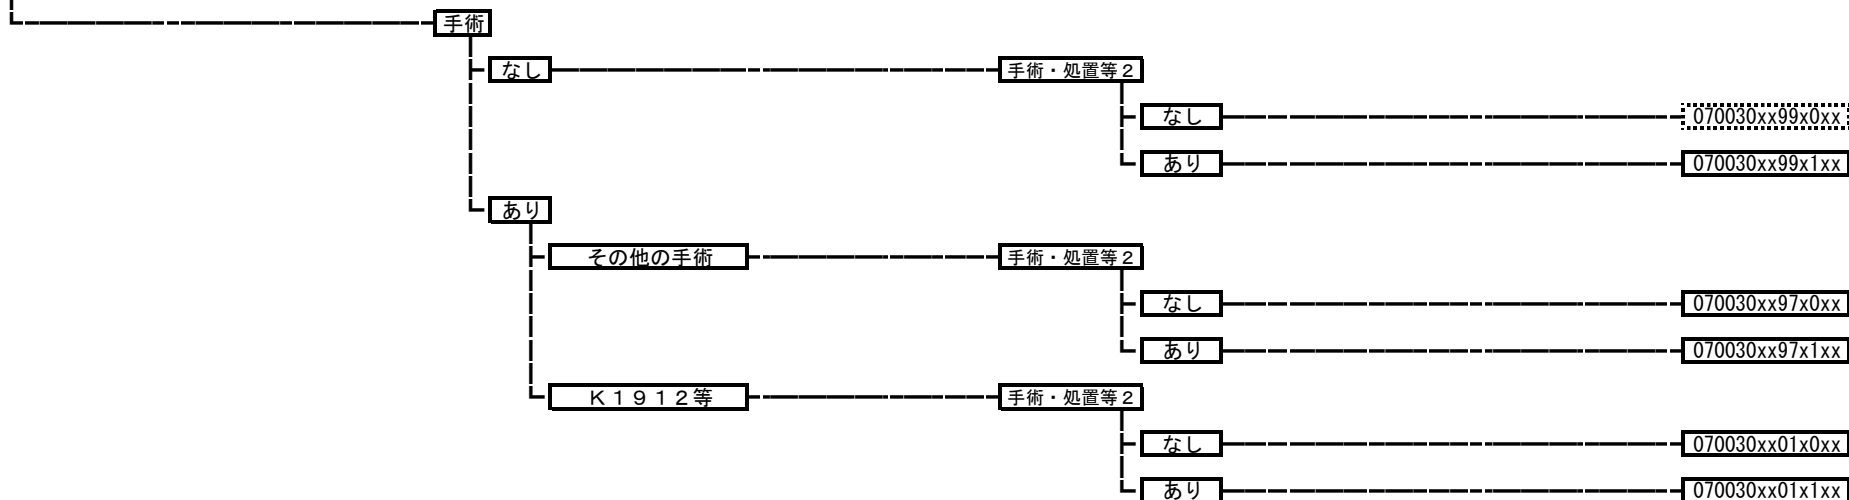 手術
なし 手術・処置等２
なし 070030xx99x0xx
あり 070030xx99x1xx
あり
その他の手術 手術・処置等２
なし 070030xx97x0xx
あり 070030xx97x1xx
Ｋ１９１２等 手術・処置等２
なし 070030xx01x0xx
あり 070030xx01x1xx